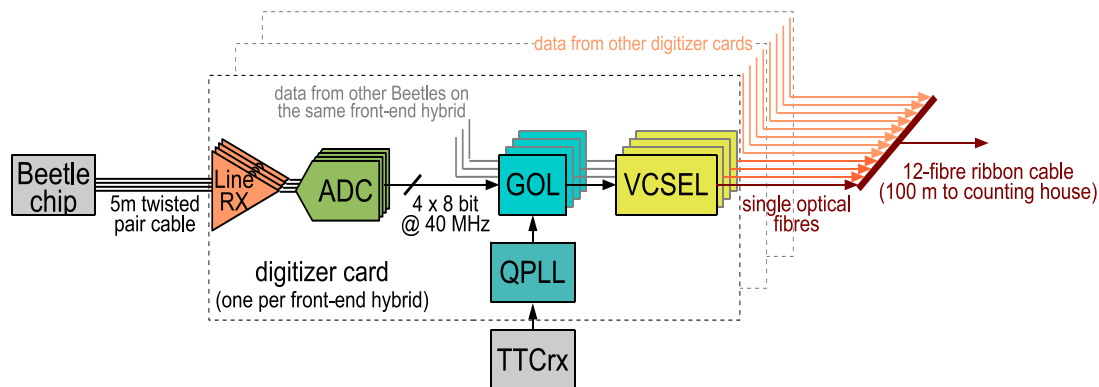 data from other digitizer cards
data from other Beetles on
the same front-end hybrid
Beetle
chip
Line
RX
ADC
GOL
VCSEL
5m twisted
pair cable
4 x 8 bit
@ 40 MHz
single optical
fibres
12-fibre ribbon cable
(100 m to counting house)
digitizer card
(one per front-end hybrid)
QPLL
TTCrx